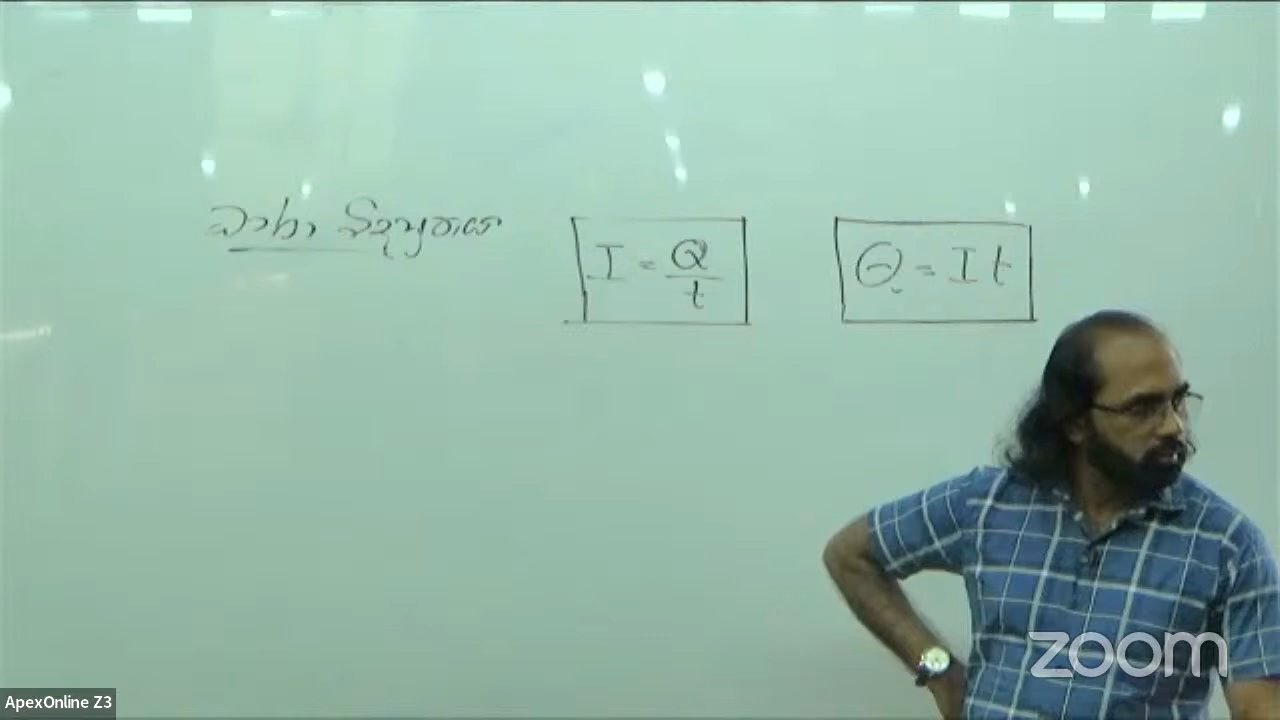 ධාරා විද්‍යුතය
I = Q/t
Q = It
zoom
ApexOnline Z3